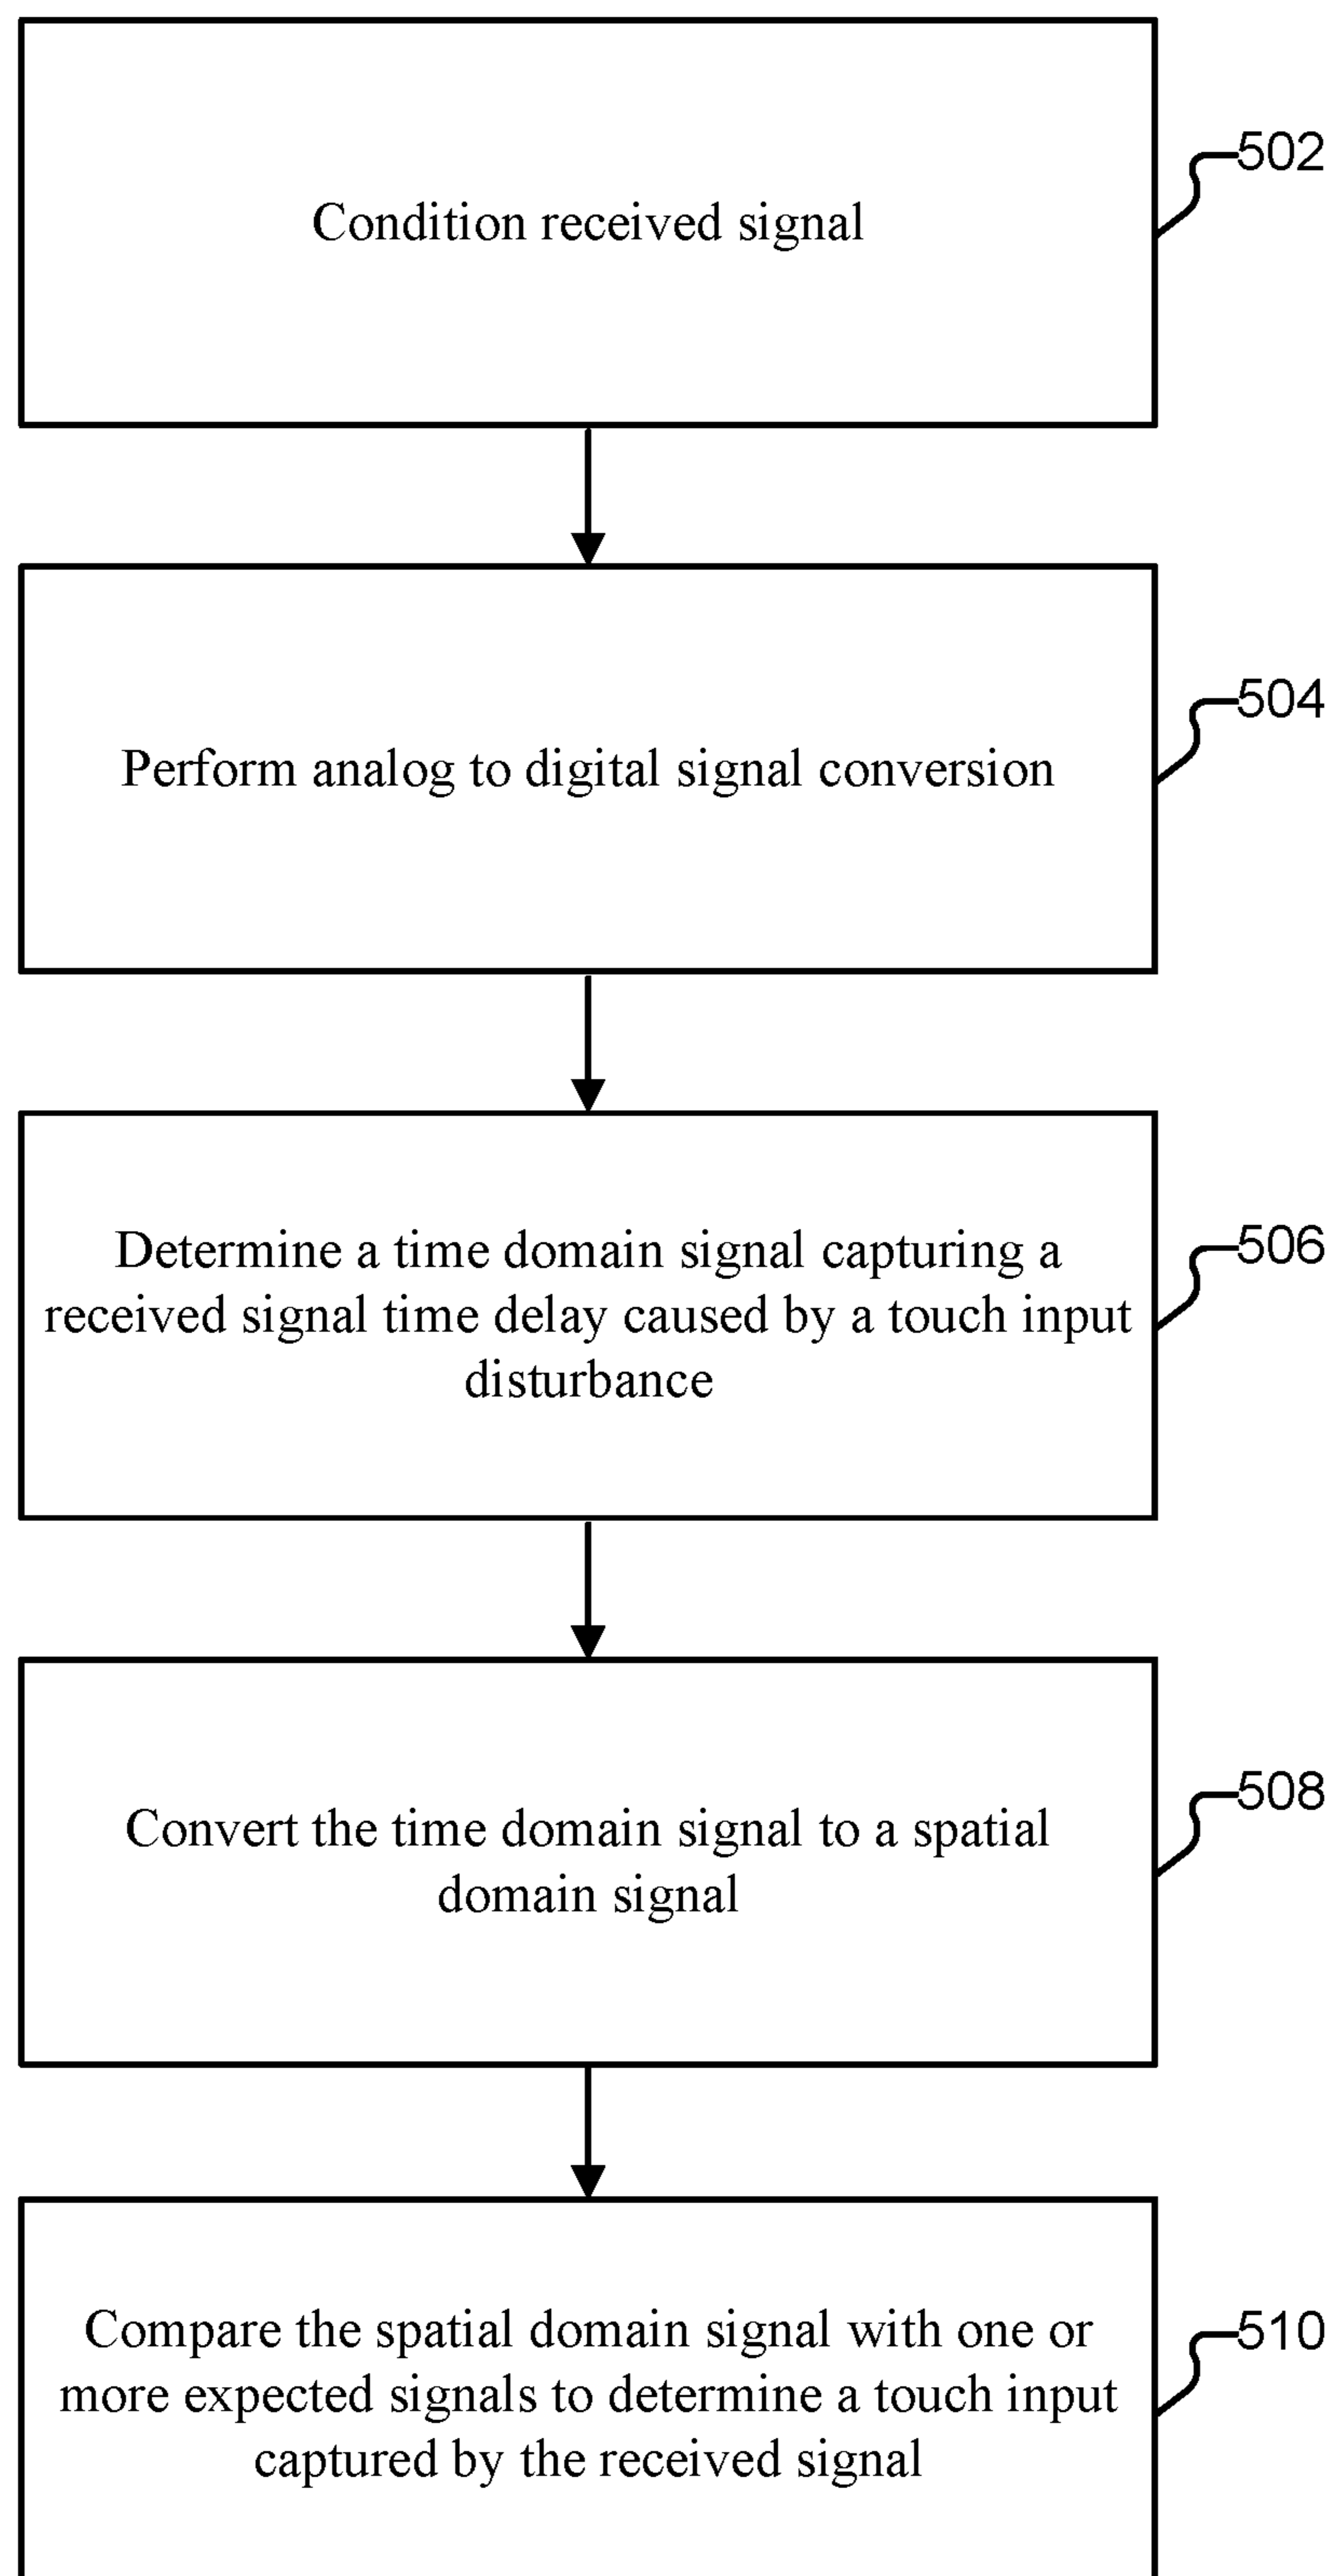 Condition received signal
502
Perform analog to digital signal conversion
504
Determine a time domain signal capturing a
received signal time delay caused by a touch input
disturbance
506
Convert the time domain signal to a spatial
domain signal
508
Compare the spatial domain signal with one or
more expected signals to determine a touch input
captured by the received signal
510